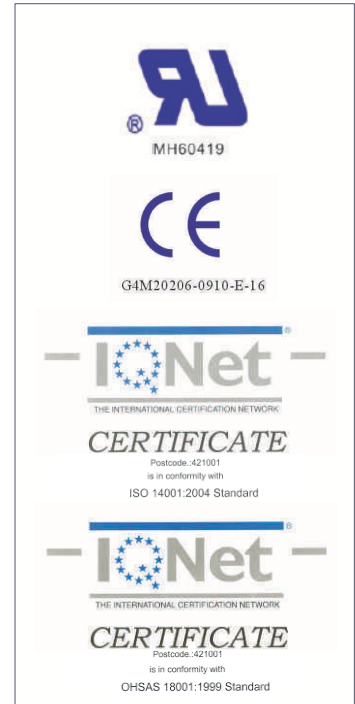 ®
MH60419
CE
G4M20206-0910-E-16
®
IQNet
THE INTERNATIONAL CERTIFICATION NETWORK
CERTIFICATE
Postcode.:421001
is in conformity with
ISO 14001:2004 Standard
®
IQNet
THE INTERNATIONAL CERTIFICATION NETWORK
CERTIFICATE
Postcode.:421001
is in conformity with
OHSAS 18001:1999 Standard